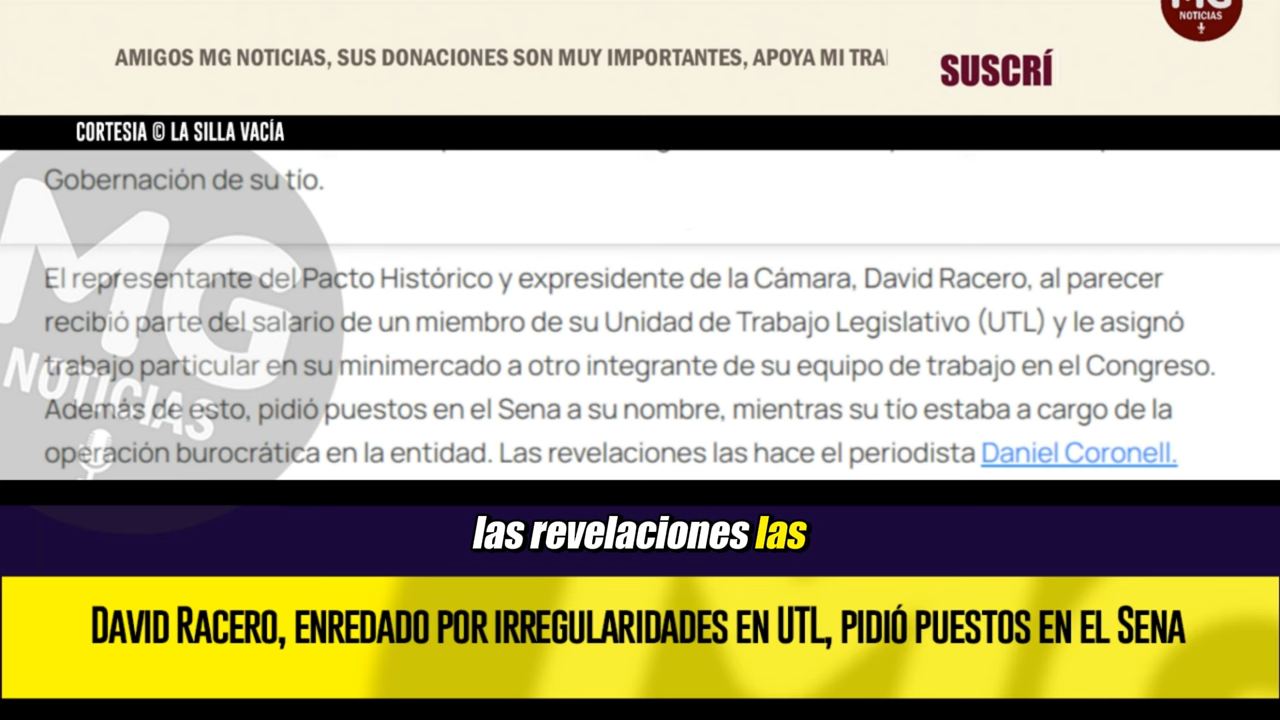 MG
NOTICIAS
AMIGOS MG NOTICIAS, SUS DONACIONES SON MUY IMPORTANTES, APOYA MI TRA
SUSCRÍ
CORTESIA © LA SILLA VACÍA
Gobernación de su tío.
El representante del Pacto Histórico y expresidente de la Cámara, David Racero, al parecer
recibió parte del salario de un miembro de su Unidad de Trabajo Legislativo (UTL) y le asignó
trabajo particular en su minimercado a otro integrante de su equipo de trabajo en el Congreso.
Además de esto, pidió puestos en el Sena a su nombre, mientras su tío estaba a cargo de la
operación burocrática en la entidad. Las revelaciones las hace el periodista Daniel Coronell.
MG
NOTICIAS
las revelaciones las
DAVID RACERO, ENREDADO POR IRREGULARIDADES EN UTL, PIDIÓ PUESTOS EN EL SENA